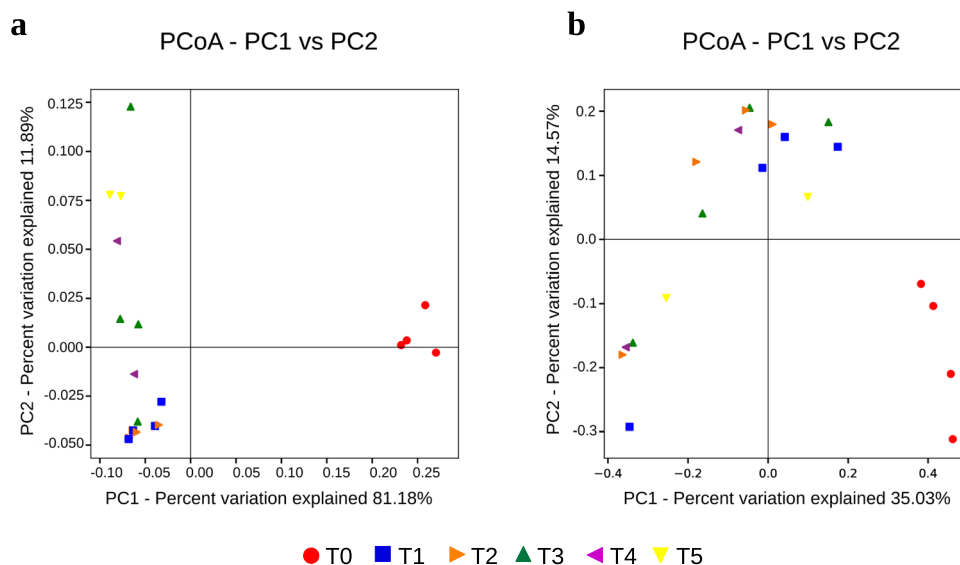 a
PCoA - PC1 vs PC2
PC2 - Percent variation explained 11.89%
0.125
0.100
0.075
0.050
0.025
0.000
-0.025
-0.050
-0.10 -0.05 0.00 0.05 0.10 0.15 0.20 0.25
PC1 - Percent variation explained 81.18%
b
PCoA - PC1 vs PC2
PC2 - Percent variation explained 14.57%
0.2
0.1
0.0
-0.1
-0.2
-0.3
−0.4 −0.2 0.0 0.2 0.4
PC1 - Percent variation explained 35.03%
T0 T1 T2 T3 T4 T5